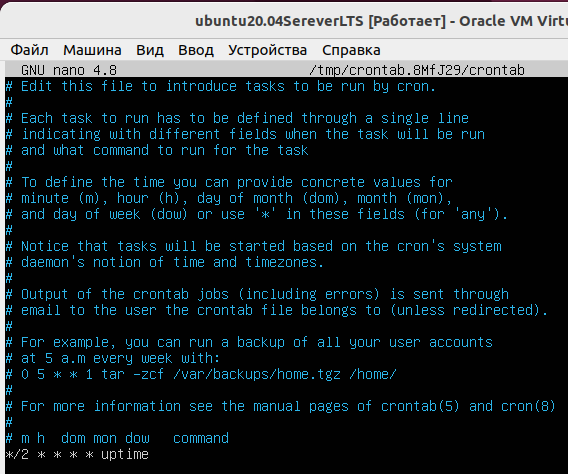 ubuntu20.04SereverLTS [Работает] - Oracle VM Virtu
Файл Машина Вид Ввод Устройства Справка
GNU nano 4.8 /tmp/crontab.8MfJ29/crontab
# Edit this file to introduce tasks to be run by cron.
#
# Each task to run has to be defined through a single line
# indicating with different fields when the task will be run
# and what command to run for the task
#
# To define the time you can provide concrete values for
# minute (m), hour (h), day of month (dom), month (mon),
# and day of week (dow) or use '*' in these fields (for 'any').
#
# Notice that tasks will be started based on the cron's system
# daemon's notion of time and timezones.
#
# Output of the crontab jobs (including errors) is sent through
# email to the user the crontab file belongs to (unless redirected).
#
# For example, you can run a backup of all your user accounts
# at 5 a.m every week with:
# 0 5 * * 1 tar -zcf /var/backups/home.tgz /home/
#
# For more information see the manual pages of crontab(5) and cron(8)
#
# m h  dom mon dow   command
*/2 * * * * uptime